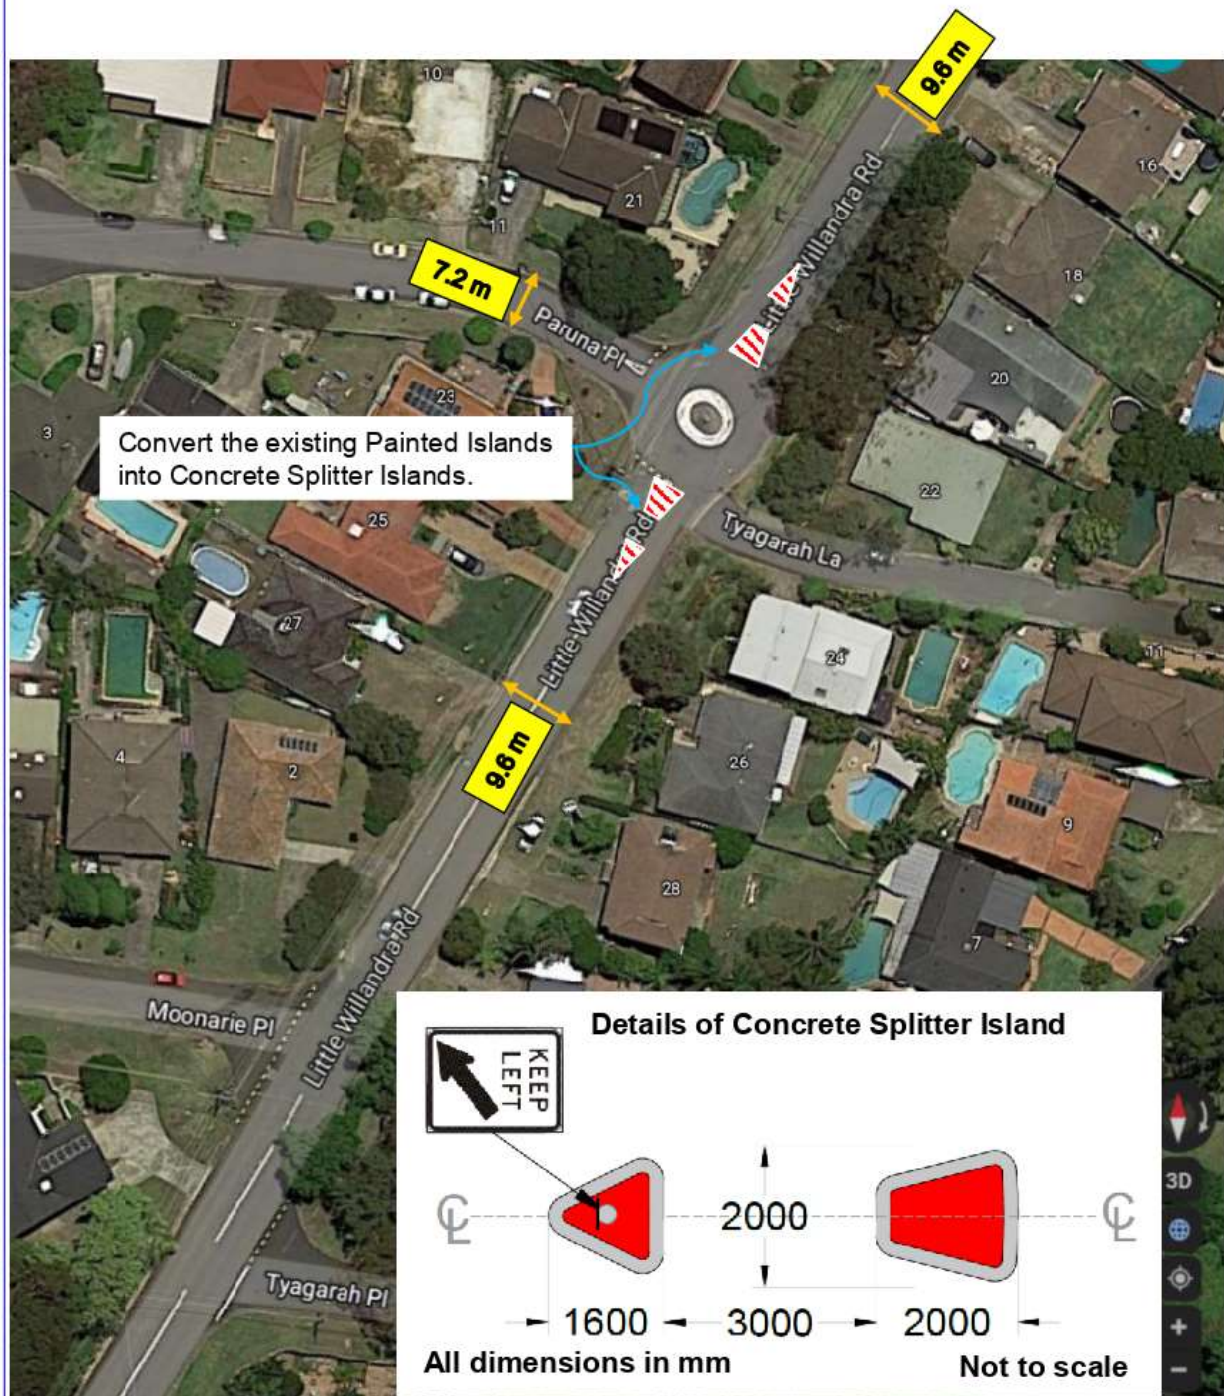 9.6 m
10
16
21
11
18
Little Willandra Rd
7.2 m
Paruna Pl
20
23
3
Convert the existing Painted Islands
into Concrete Splitter Islands.
22
25
Tyagarah La
27
24
11
Little Willandra Rd
9.6 m
4
2
26
9
28
7
Little Willandra Rd
Moonarie Pl
Tyagarah Pl
Details of Concrete Splitter Island
KEEP
LEFT
CL
2000
CL
1600
3000
2000
All dimensions in mm
Not to scale
3D
+
−